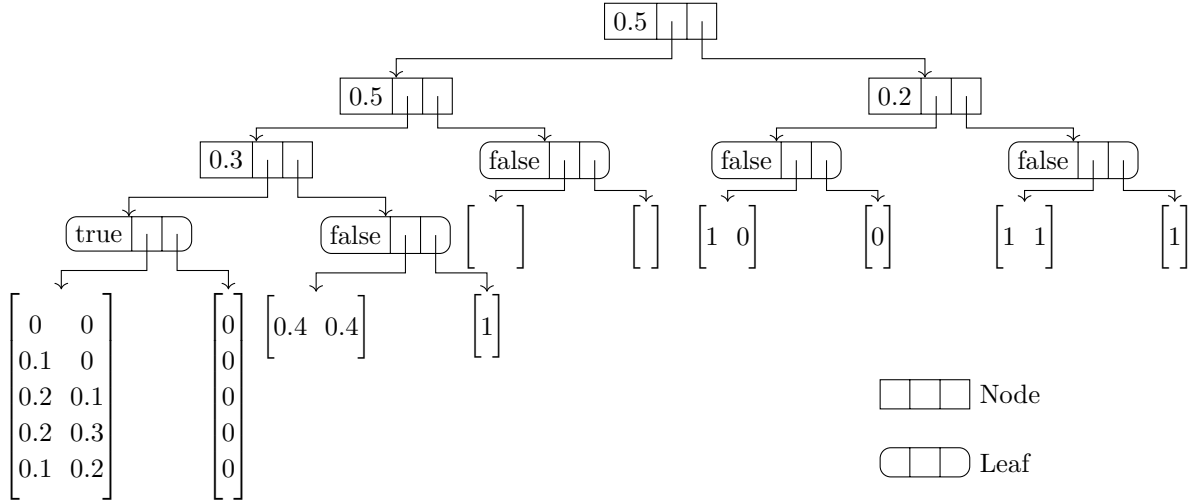 0.5
0.5 0.2
0.3 false false false
true false 1 0 0 1 1 1
0 0 0 0.4 0.4 1
0.1 0 0
0.2 0.1 0 Node
0.2 0.3 0
0.1 0.2 0 Leaf